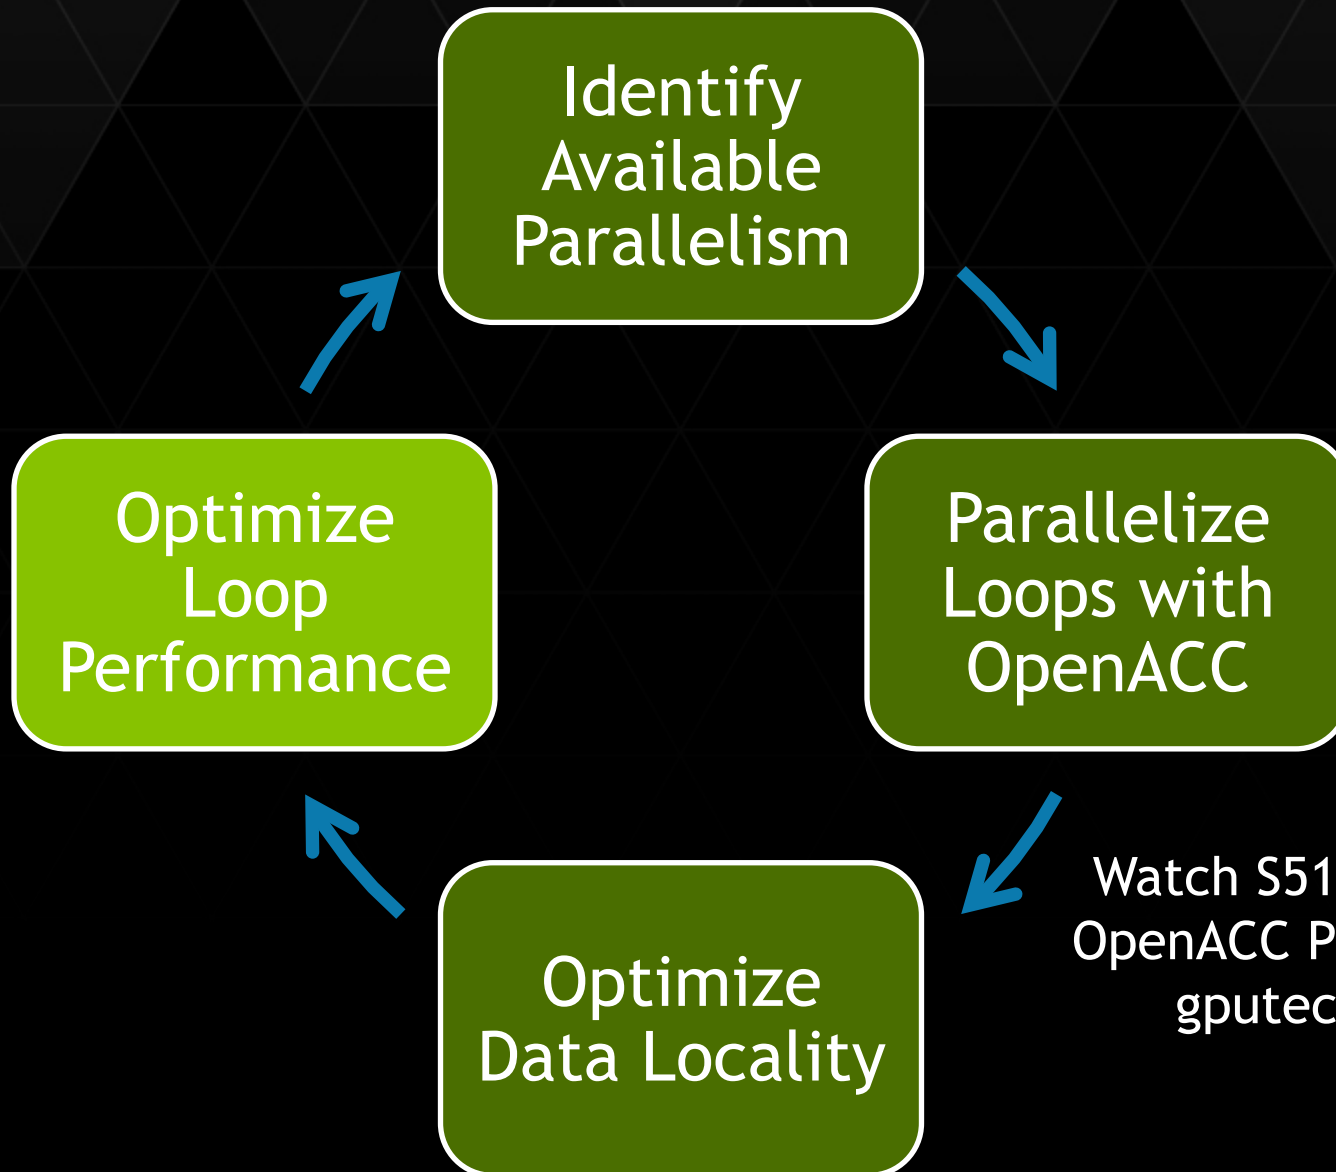 Identify
Available
Parallelism
Optimize
Loop
Performance
Parallelize
Loops with
OpenACC
Watch S51
OpenACC P
gputec
Optimize
Data Locality